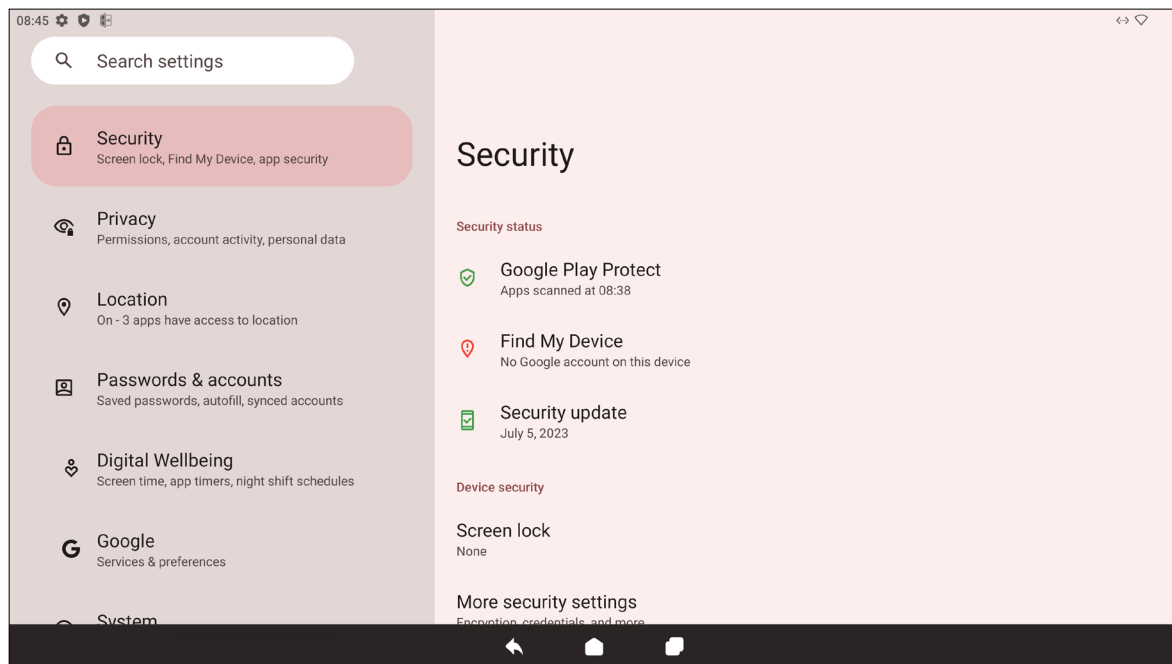 08:45
Search settings
Security
Screen lock, Find My Device, app security
Privacy
Permissions, account activity, personal data
Location
On - 3 apps have access to location
Passwords & accounts
Saved passwords, autofill, synced accounts
Digital Wellbeing
Screen time, app timers, night shift schedules
Google
Services & preferences
System
Security
Security status
Google Play Protect
Apps scanned at 08:38
Find My Device
No Google account on this device
Security update
July 5, 2023
Device security
Screen lock
None
More security settings
Encryption, credentials, and more